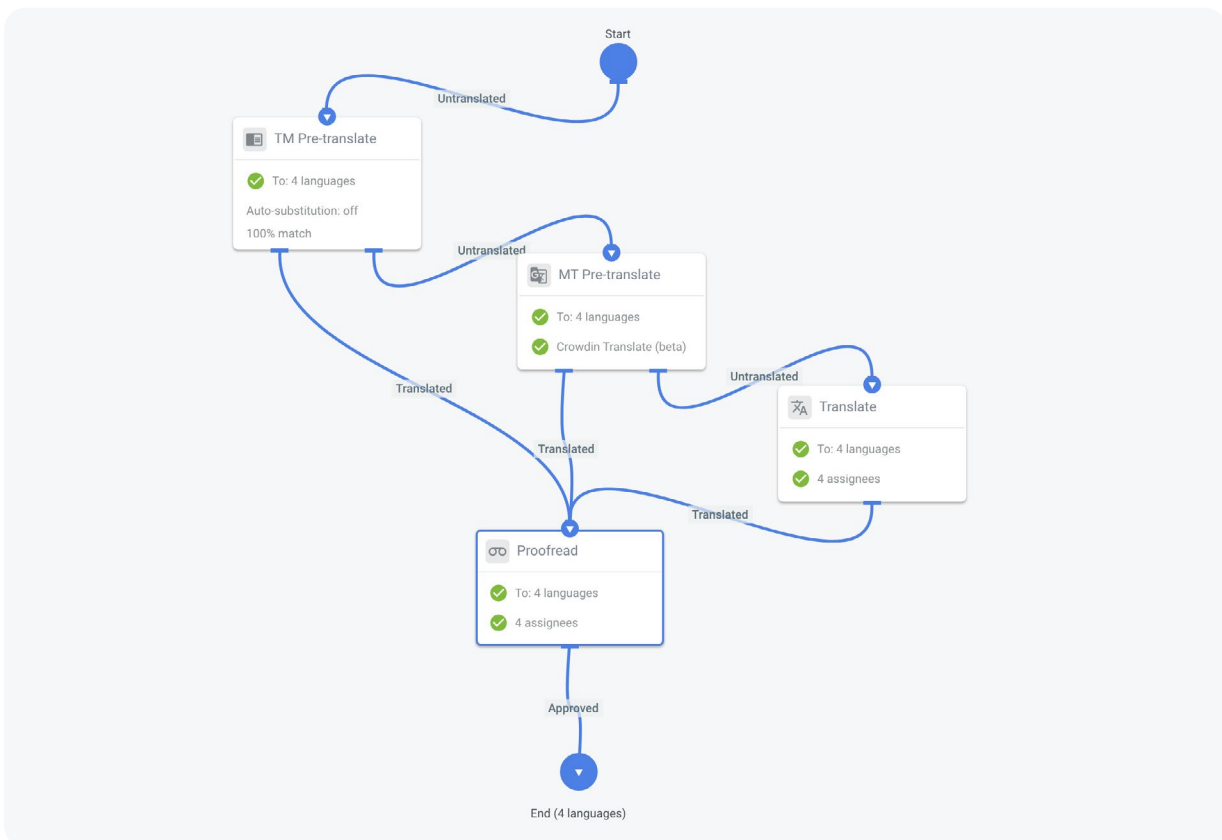 Start
Untranslated
TM Pre-translate
To: 4 languages
Auto-substitution: off
100% match
Untranslated
MT Pre-translate
To: 4 languages
Crowdin Translate (beta)
Untranslated
Translated
Translate
To: 4 languages
4 assignees
Translated
Translated
Proofread
To: 4 languages
4 assignees
Approved
End (4 languages)